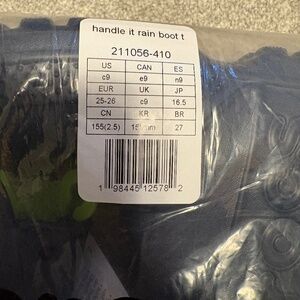 handle it rain boot t
211056-410
US CAN ES
c9 e9 n9
EUR UK JP
25-26 c9 16.5
CN KR BR
155(2.5) 27
1 98445 12578 2